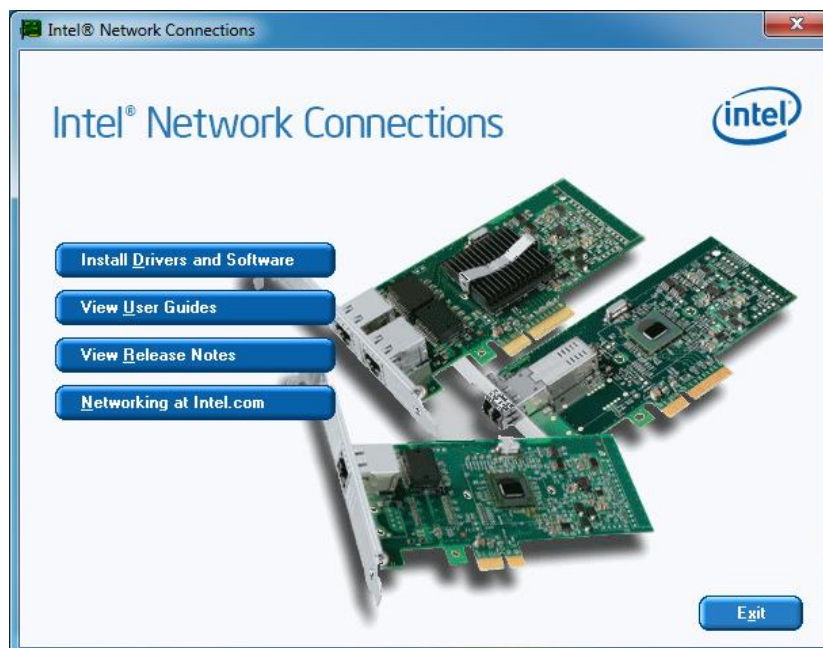 Intel® Network Connections
Intel® Network Connections
intel
Install Drivers and Software
View User Guides
View Release Notes
Networking at Intel.com
Exit